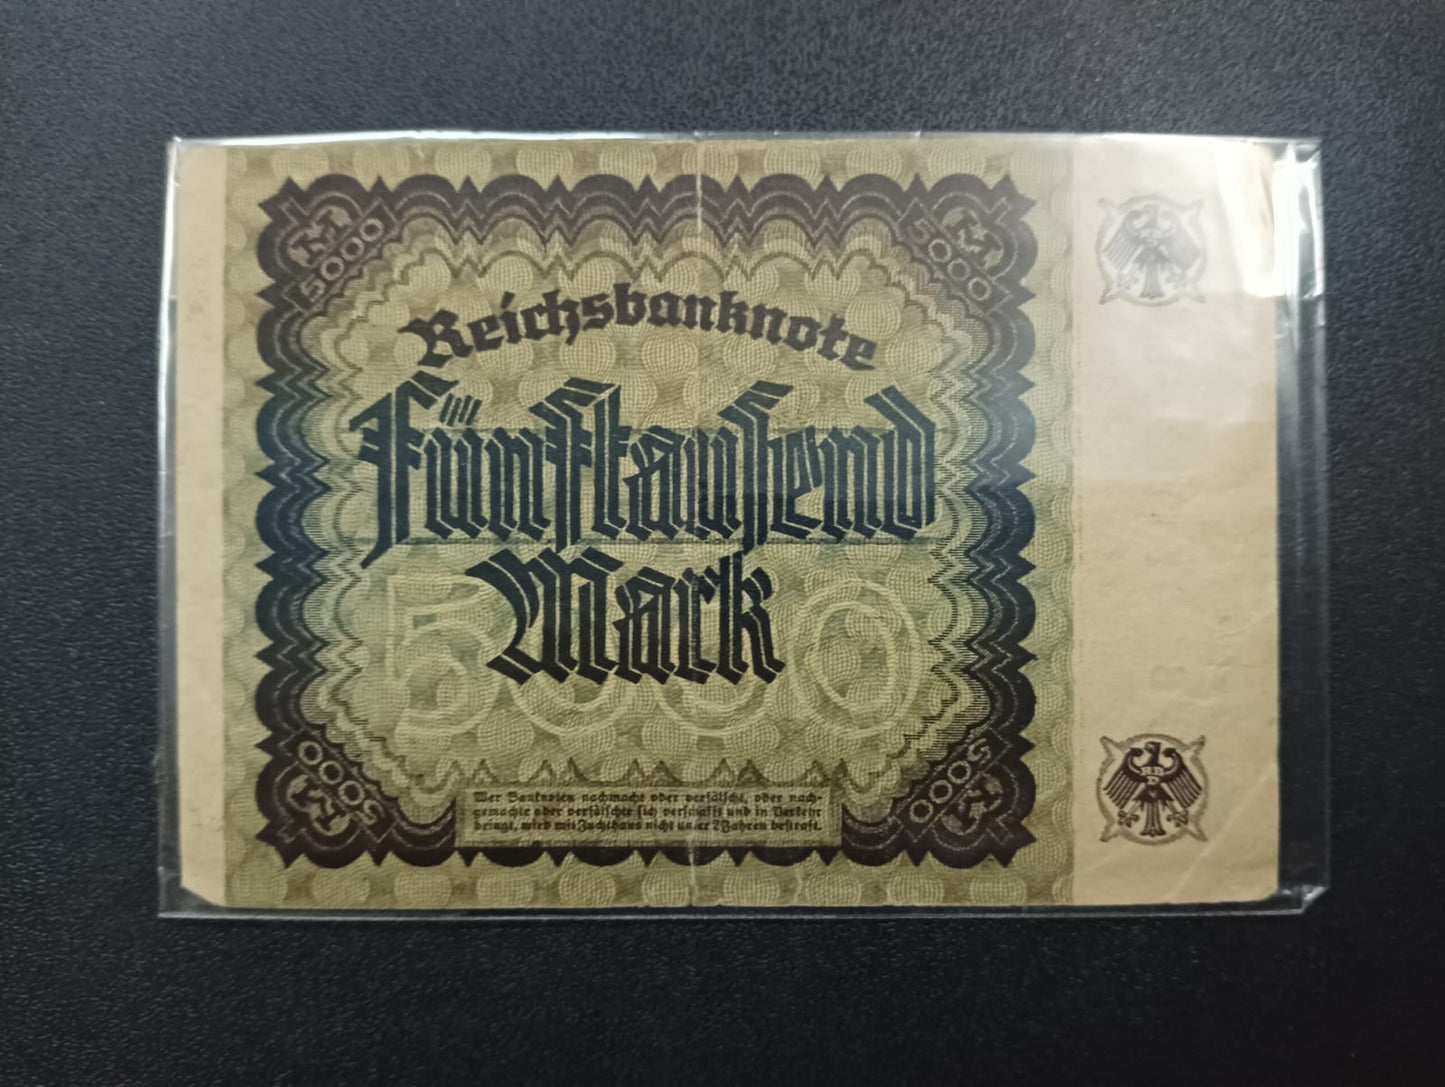 M
5000
M
5000
Reichsbanknote
Fünftausend
Mark
5000
Wer Banknoten nachmacht oder verfälscht, oder nach-
gemachte oder verfälschte sich verschafft und in Verkehr
bringt, wird mit Zuchthaus nicht unter 2 Jahren bestraft.
5000
M
5000
M